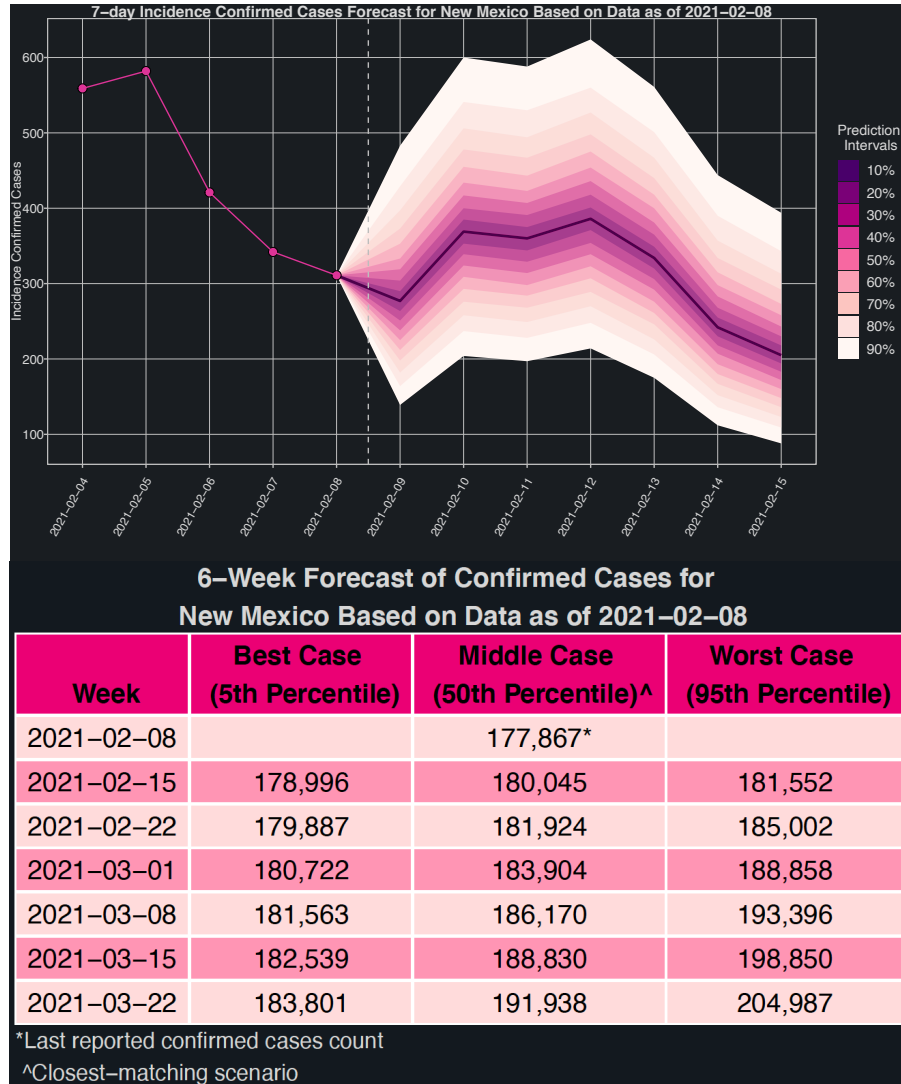 7−day Incidence Confirmed Cases Forecast for New Mexico Based on Data as of 2021−02−08
Incidence Confirmed Cases
600
500
400
300
200
100
2021−02−04
2021−02−05
2021−02−06
2021−02−07
2021−02−08
2021−02−09
2021−02−10
2021−02−11
2021−02−12
2021−02−13
2021−02−14
2021−02−15
Prediction
Intervals
10%
20%
30%
40%
50%
60%
70%
80%
90%
6−Week Forecast of Confirmed Cases for
New Mexico Based on Data as of 2021−02−08
Week Best Case (5th Percentile) Middle Case (50th Percentile)^ Worst Case (95th Percentile)
2021−02−08 177,867*
2021−02−15 178,996 180,045 181,552
2021−02−22 179,887 181,924 185,002
2021−03−01 180,722 183,904 188,858
2021−03−08 181,563 186,170 193,396
2021−03−15 182,539 188,830 198,850
2021−03−22 183,801 191,938 204,987
*Last reported confirmed cases count
^Closest−matching scenario